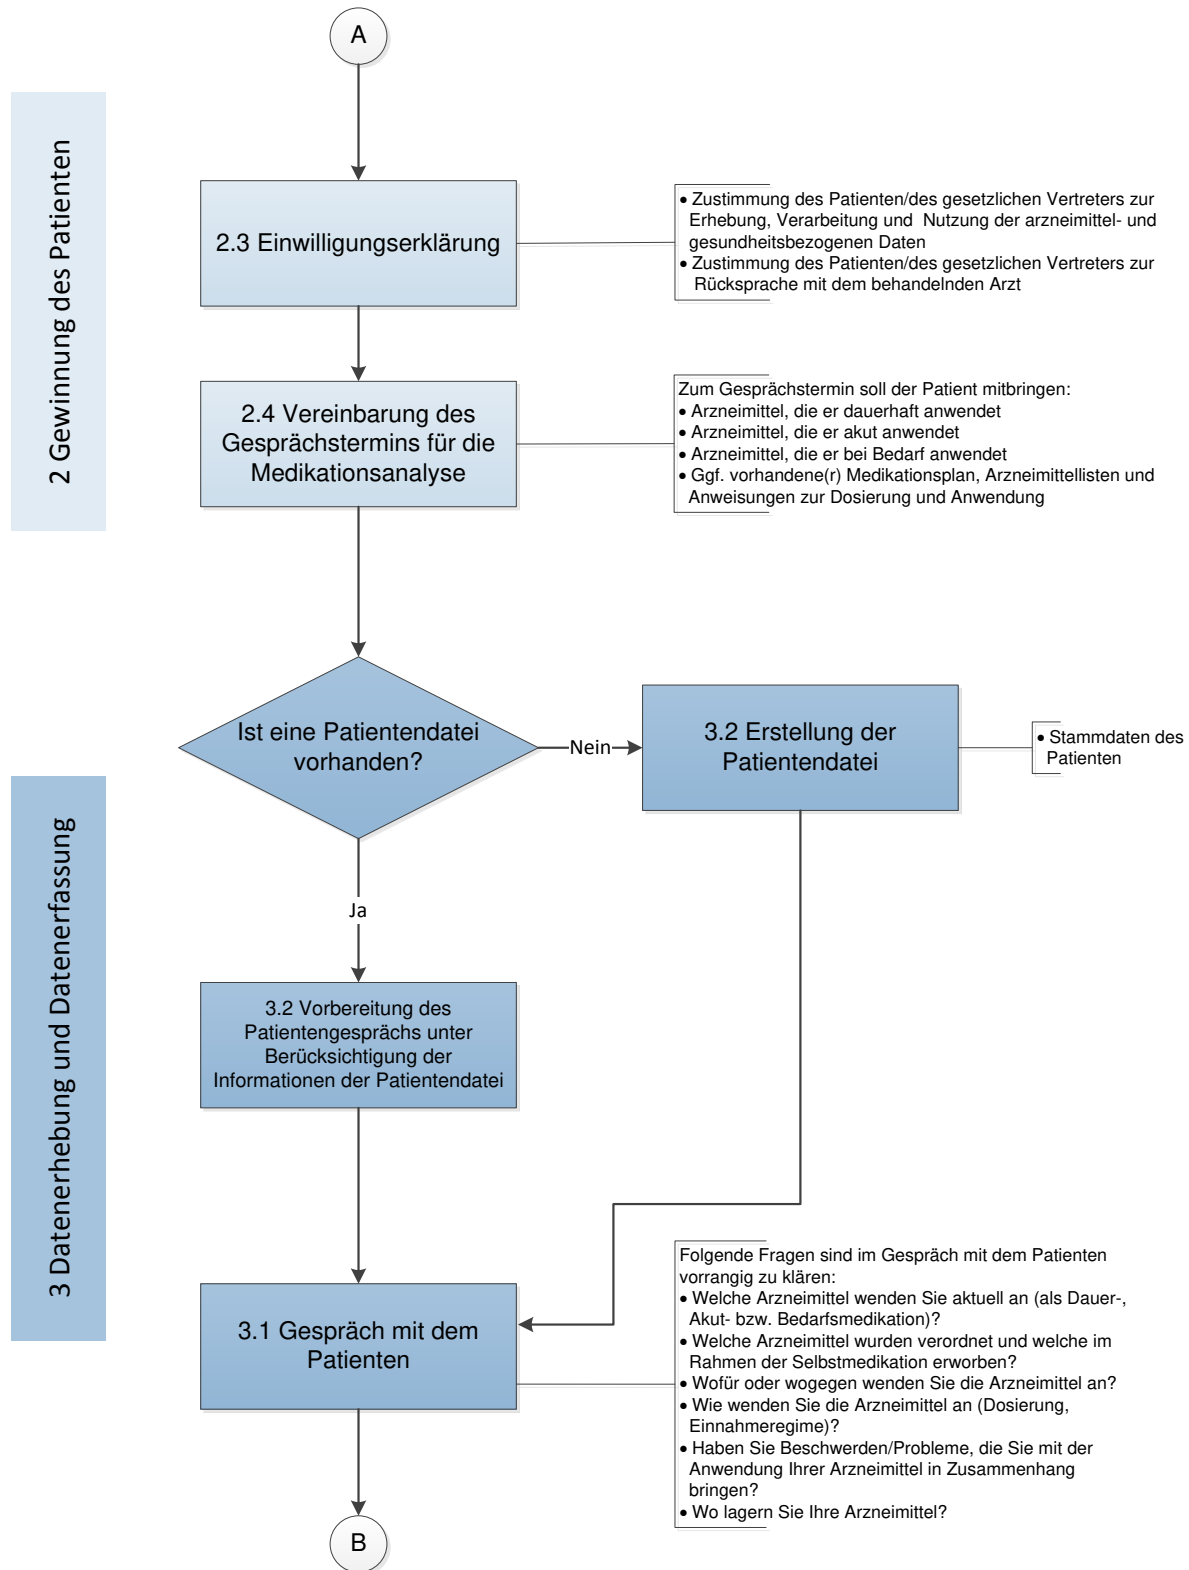 A
2 Gewinnung des Patienten
2.3 Einwilligungserklärung
• Zustimmung des Patienten/des gesetzlichen Vertreters zur
Erhebung, Verarbeitung und Nutzung der arzneimittel- und
gesundheitsbezogenen Daten
• Zustimmung des Patienten/des gesetzlichen Vertreters zur
Rücksprache mit dem behandelnden Arzt
2.4 Vereinbarung des
Gesprächstermins für die
Medikationsanalyse
Zum Gesprächstermin soll der Patient mitbringen:
• Arzneimittel, die er dauerhaft anwendet
• Arzneimittel, die er akut anwendet
• Arzneimittel, die er bei Bedarf anwendet
• Ggf. vorhandene(r) Medikationsplan, Arzneimittellisten und
Anweisungen zur Dosierung und Anwendung
3 Datenerhebung und Datenerfassung
Ist eine Patientendatei
vorhanden?
Nein
3.2 Erstellung der
Patientendatei
• Stammdaten des
Patienten
Ja
3.2 Vorbereitung des
Patientengesprächs unter
Berücksichtigung der
Informationen der Patientendatei
3.1 Gespräch mit dem
Patienten
Folgende Fragen sind im Gespräch mit dem Patienten
vorrangig zu klären:
• Welche Arzneimittel wenden Sie aktuell an (als Dauer-,
Akut- bzw. Bedarfsmedikation)?
• Welche Arzneimittel wurden verordnet und welche im
Rahmen der Selbstmedikation erworben?
• Wofür oder wogegen wenden Sie die Arzneimittel an?
• Wie wenden Sie die Arzneimittel an (Dosierung,
Einnahmeregime)?
• Haben Sie Beschwerden/Probleme, die Sie mit der
Anwendung Ihrer Arzneimittel in Zusammenhang
bringen?
• Wo lagern Sie Ihre Arzneimittel?
B